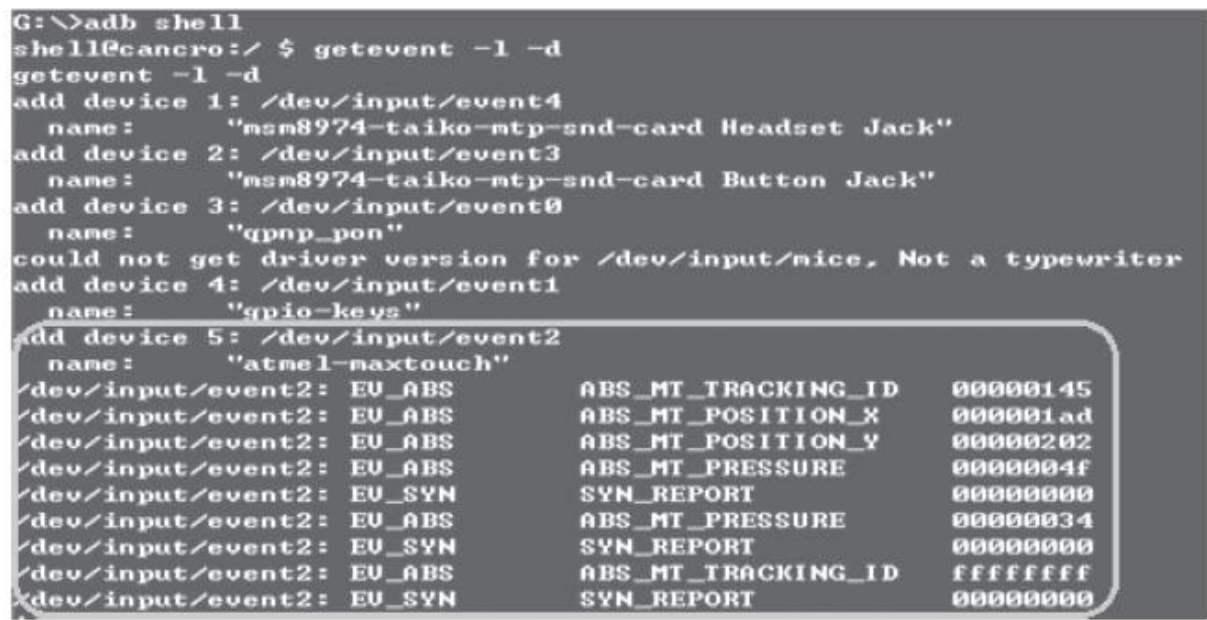 G:\>adb shell
shell@cancro:/ $ getevent -l -d
getevent -l -d
add device 1: /dev/input/event4
  name:     "msm8974-taiko-mtp-snd-card Headset Jack"
add device 2: /dev/input/event3
  name:     "msm8974-taiko-mtp-snd-card Button Jack"
add device 3: /dev/input/event0
  name:     "qpnp_pon"
could not get driver version for /dev/input/mice, Not a typewriter
add device 4: /dev/input/event1
  name:     "gpio-keys"
add device 5: /dev/input/event2
  name:     "atmel-maxtouch"
/dev/input/event2: EV_ABS       ABS_MT_TRACKING_ID   00000145
/dev/input/event2: EV_ABS       ABS_MT_POSITION_X    000001ad
/dev/input/event2: EV_ABS       ABS_MT_POSITION_Y    00000202
/dev/input/event2: EV_ABS       ABS_MT_PRESSURE      0000004f
/dev/input/event2: EV_SYN       SYN_REPORT           00000000
/dev/input/event2: EV_ABS       ABS_MT_PRESSURE      00000034
/dev/input/event2: EV_SYN       SYN_REPORT           00000000
/dev/input/event2: EV_ABS       ABS_MT_TRACKING_ID   ffffffff
/dev/input/event2: EV_SYN       SYN_REPORT           00000000